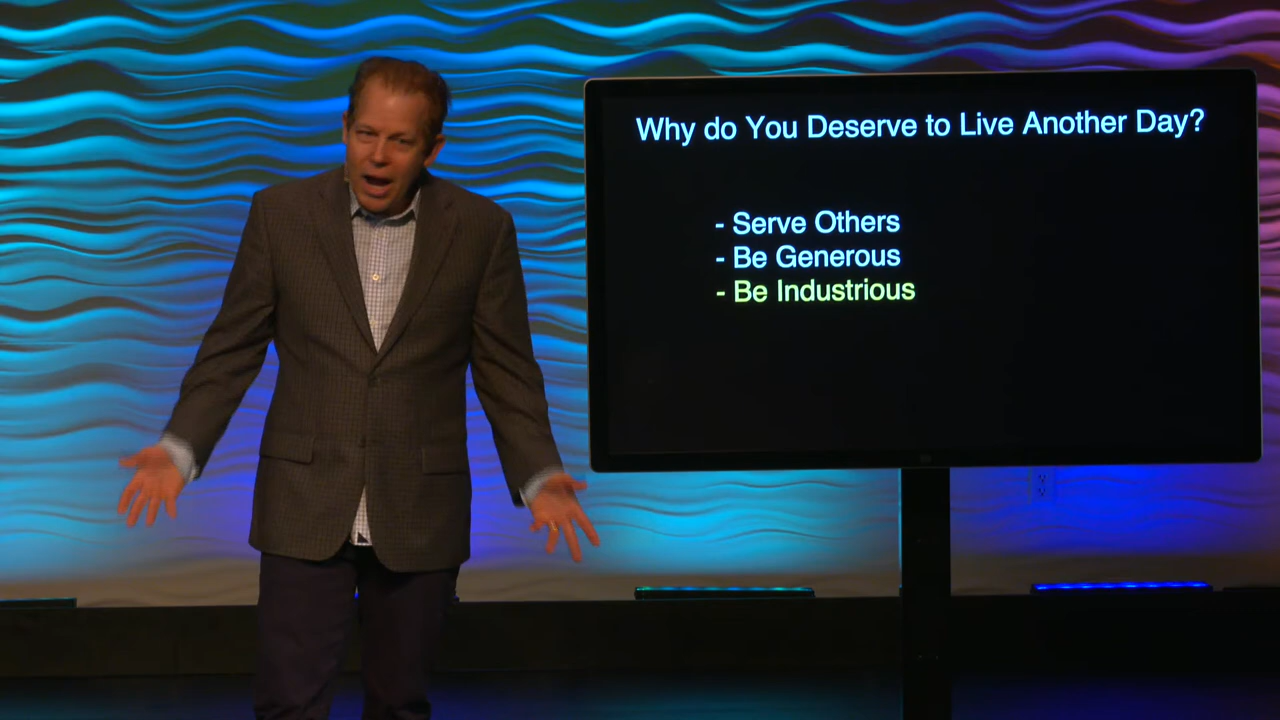 Why do You Deserve to Live Another Day?
- Serve Others
- Be Generous
- Be Industrious